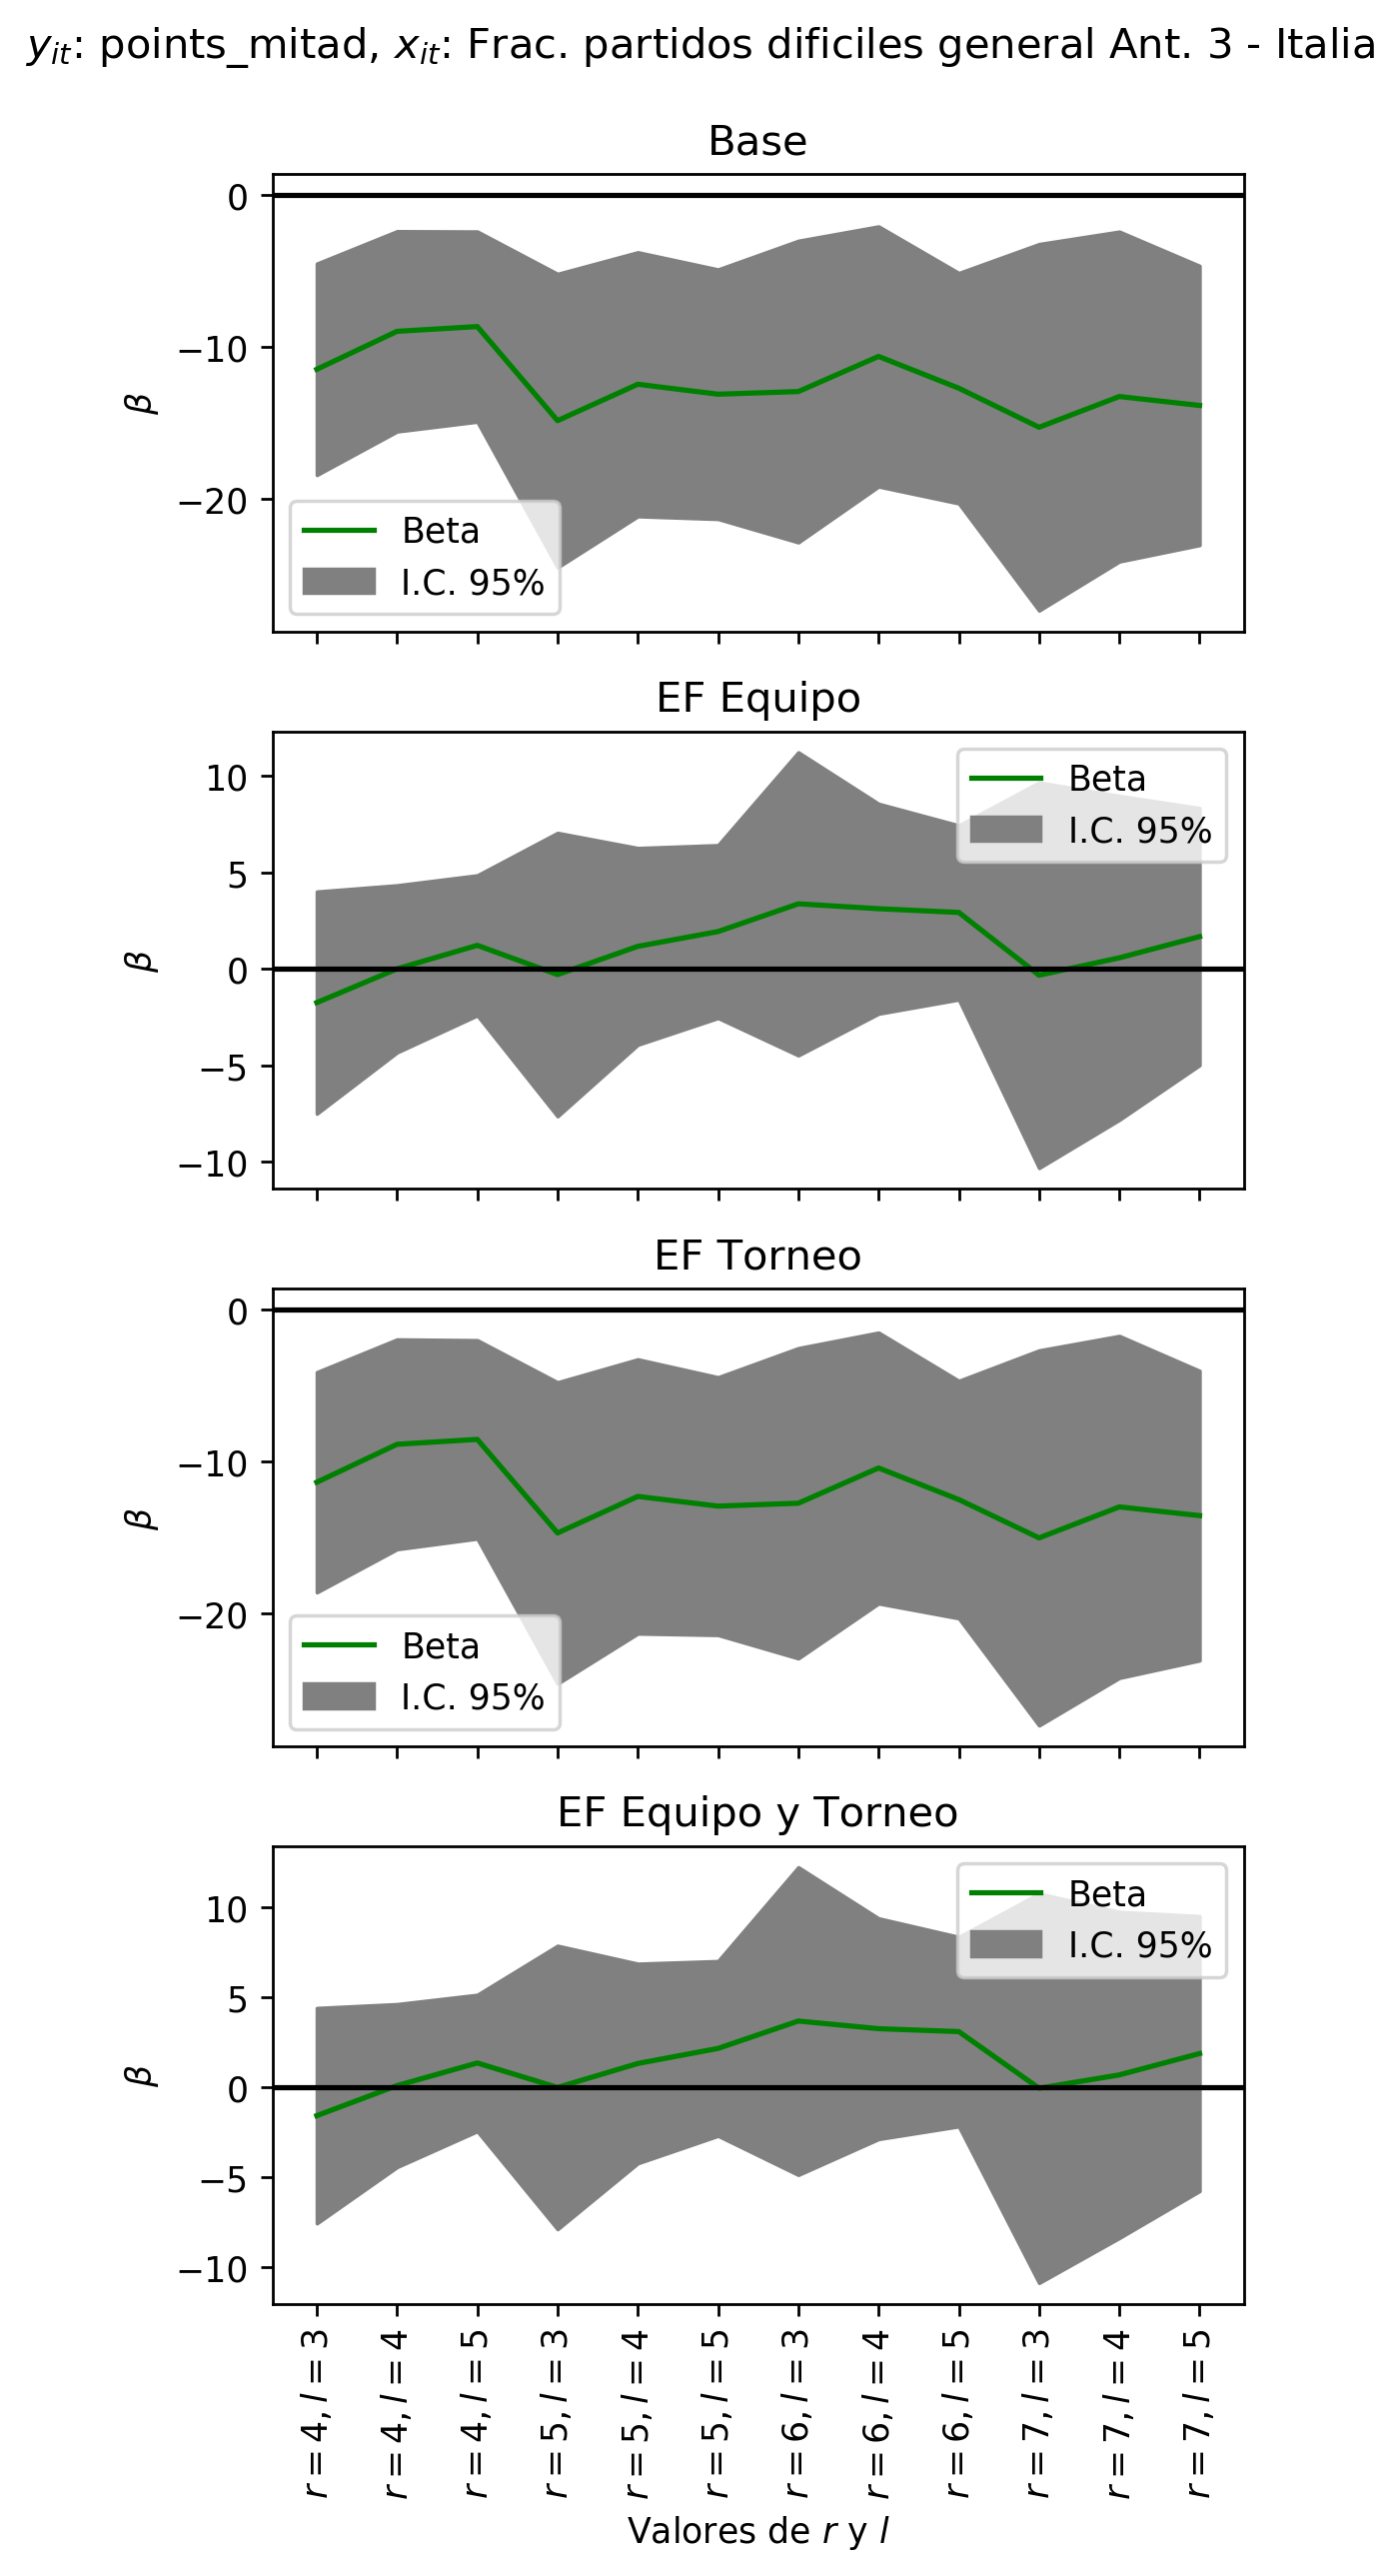 y_it: points_mitad, x_it: Frac. partidos dificiles general Ant. 3 - Italia
Base
0
−10
−20
β
Beta
I.C. 95%
EF Equipo
10
5
0
−5
−10
β
Beta
I.C. 95%
EF Torneo
0
−10
−20
β
Beta
I.C. 95%
EF Equipo y Torneo
10
5
0
−5
−10
β
Beta
I.C. 95%
r = 4, l = 3
r = 4, l = 4
r = 4, l = 5
r = 5, l = 3
r = 5, l = 4
r = 5, l = 5
r = 6, l = 3
r = 6, l = 4
r = 6, l = 5
r = 7, l = 3
r = 7, l = 4
r = 7, l = 5
Valores de r y l